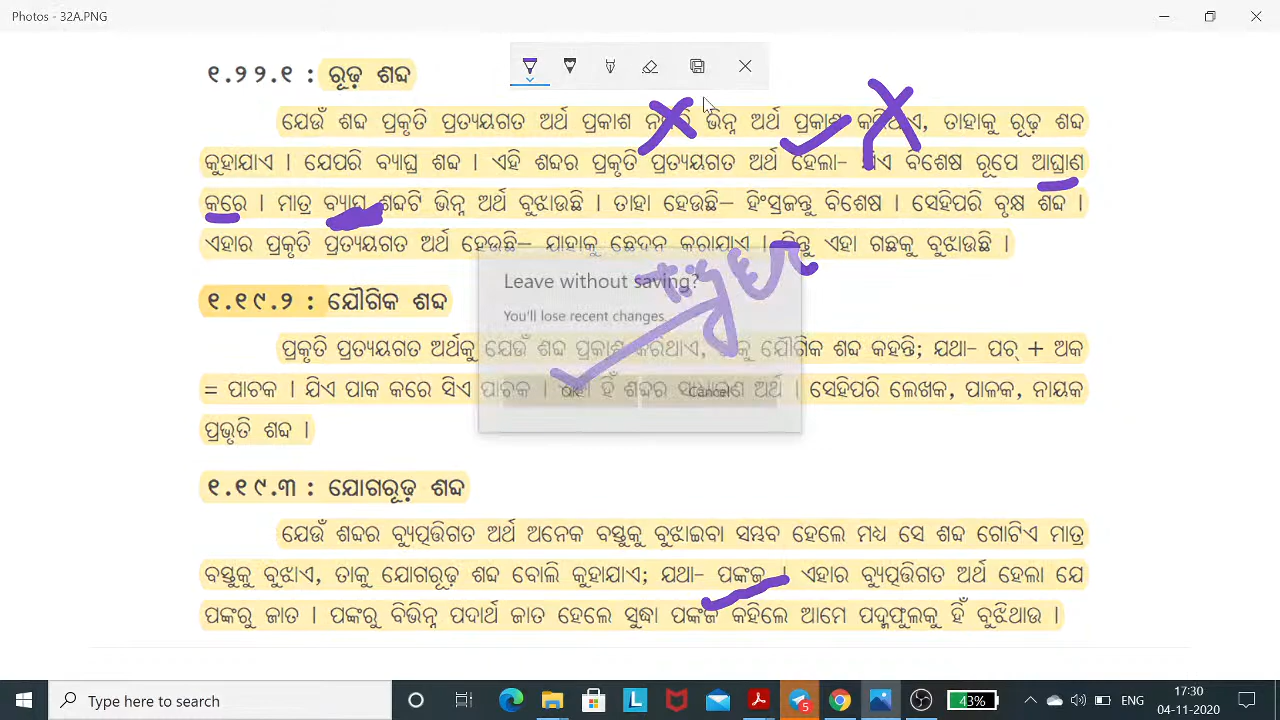 Photos - 32A.PNG
୧.୨୨.୧ : ରୂଢ଼ ଶବ୍ଦ
ଯେଉଁ ଶବ୍ଦ ପ୍ରକୃତି ପ୍ରତ୍ୟୟଗତ ଅର୍ଥ ପ୍ରକାଶ ଭିନ୍ନ ଅର୍ଥ ପ୍ରକାଶ କରିଥାଏ, ତାହାକୁ ରୂଢ଼ ଶବ୍ଦ
କୁହାଯାଏ । ଯେପରି ବ୍ୟାଘ୍ର ଶବ୍ଦ । ଏହି ଶବ୍ଦର ପ୍ରକୃତି ପ୍ରତ୍ୟୟଗତ ଅର୍ଥ ହେଲା- ଯିଏ ବିଶେଷ ରୂପେ ଆଘ୍ରାଣ
କରେ । ମାତ୍ର ବ୍ୟାଘ୍ର ଶବ୍ଦଟି ଭିନ୍ନ ଅର୍ଥ ବୁଝାଉଛି । ତାହା ହେଉଛି– ହିଂସ୍ରଜନ୍ତୁ ବିଶେଷ । ସେହିପରି ବୃକ୍ଷ ଶବ୍ଦ ।
ଏହାର ପ୍ରକୃତି ପ୍ରତ୍ୟୟଗତ ଅର୍ଥ ହେଉଛି– ଯାହାକୁ ଛେଦନ କରାଯାଏ । କିନ୍ତୁ ଏହା ଗଛକୁ ବୁଝାଉଛି ।
tiger
Leave without saving?
You'll lose recent changes.
OK Cancel
୧.୧୯.୨ : ଯୌଗିକ ଶବ୍ଦ
ପ୍ରକୃତି ପ୍ରତ୍ୟୟଗତ ଅର୍ଥକୁ ଯେଉଁ ଶବ୍ଦ ପ୍ରକାଶ କରିଥାଏ, ତାକୁ ଯୌଗିକ ଶବ୍ଦ କହନ୍ତି; ଯଥା- ପଚ୍ + ଅକ
= ପାଚକ । ଯିଏ ପାକ କରେ ସିଏ ପାଚକ । ଏହା ହିଁ ଶବ୍ଦର ସାଧାରଣ ଅର୍ଥ । ସେହିପରି ଲେଖକ, ପାଳକ, ନାୟକ
ପ୍ରଭୃତି ଶବ୍ଦ ।
୧.୧୯.୩ : ଯୋଗରୂଢ଼ ଶବ୍ଦ
ଯେଉଁ ଶବ୍ଦର ବ୍ୟୁତ୍ପତ୍ତିଗତ ଅର୍ଥ ଅନେକ ବସ୍ତୁକୁ ବୁଝାଇବା ସମ୍ଭବ ହେଲେ ମଧ୍ୟ ସେ ଶବ୍ଦ ଗୋଟିଏ ମାତ୍ର
ବସ୍ତୁକୁ ବୁଝାଏ, ତାକୁ ଯୋଗରୂଢ଼ ଶବ୍ଦ ବୋଲି କୁହାଯାଏ; ଯଥା- ପଙ୍କଜ । ଏହାର ବ୍ୟୁତ୍ପତ୍ତିଗତ ଅର୍ଥ ହେଲା ଯେ
ପଙ୍କରୁ ଜାତ । ପଙ୍କରୁ ବିଭିନ୍ନ ପଦାର୍ଥ ଜାତ ହେଲେ ସୁଦ୍ଧା ପଙ୍କଜ କହିଲେ ଆମେ ପଦ୍ମଫୁଲକୁ ହିଁ ବୁଝିଥାଉ ।
Type here to search
L
5
43%
ENG
17:30
04-11-2020